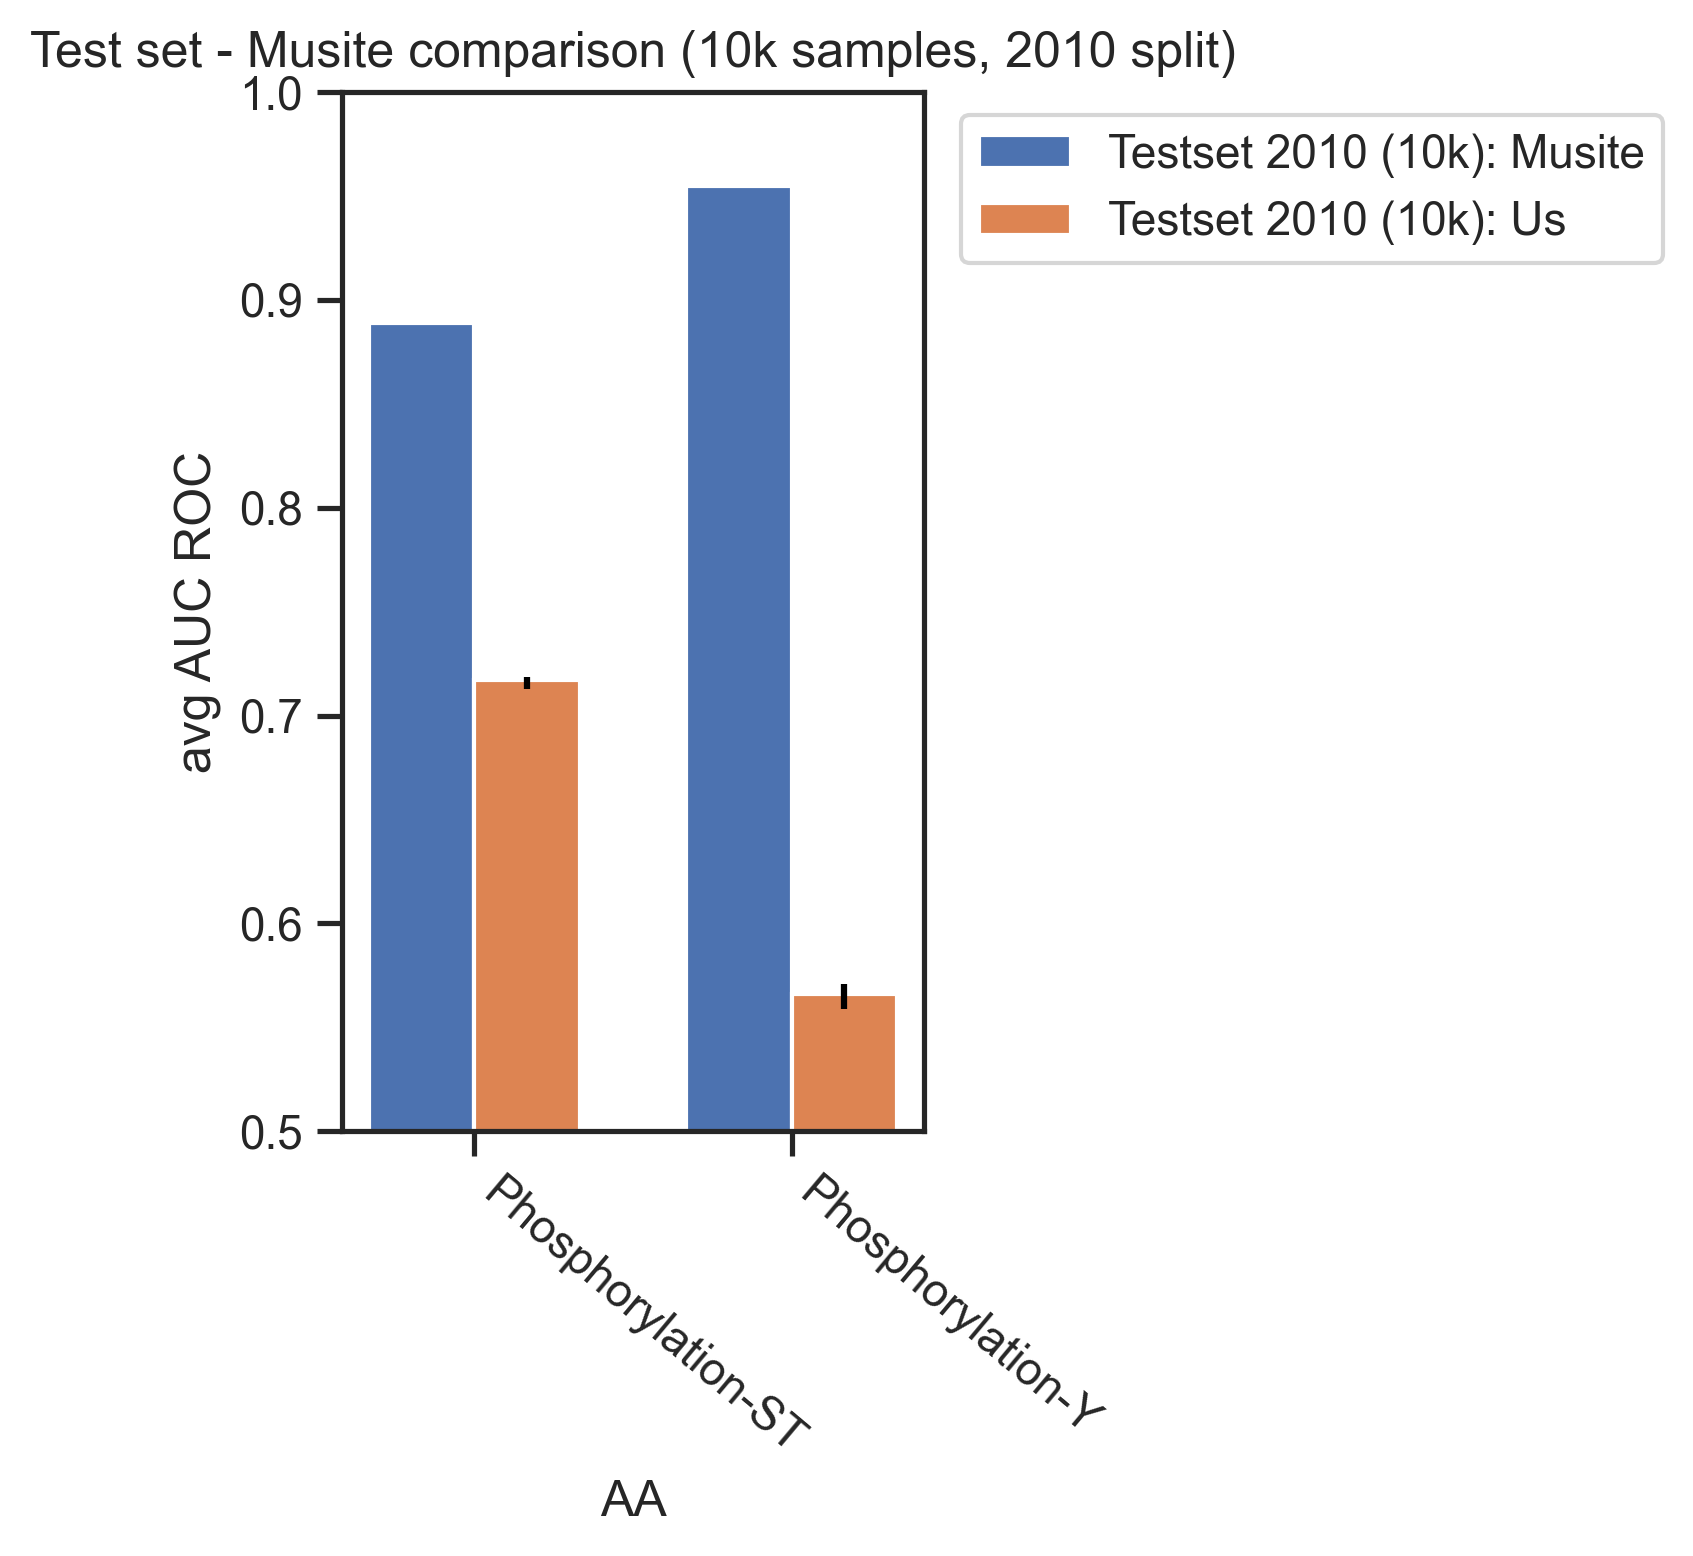 Test set - Musite comparison (10k samples, 2010 split)
1.0
0.9
0.8
0.7
0.6
0.5
avg AUC ROC
Testset 2010 (10k): Musite
Testset 2010 (10k): Us
Phosphorylation-ST
Phosphorylation-Y
AA